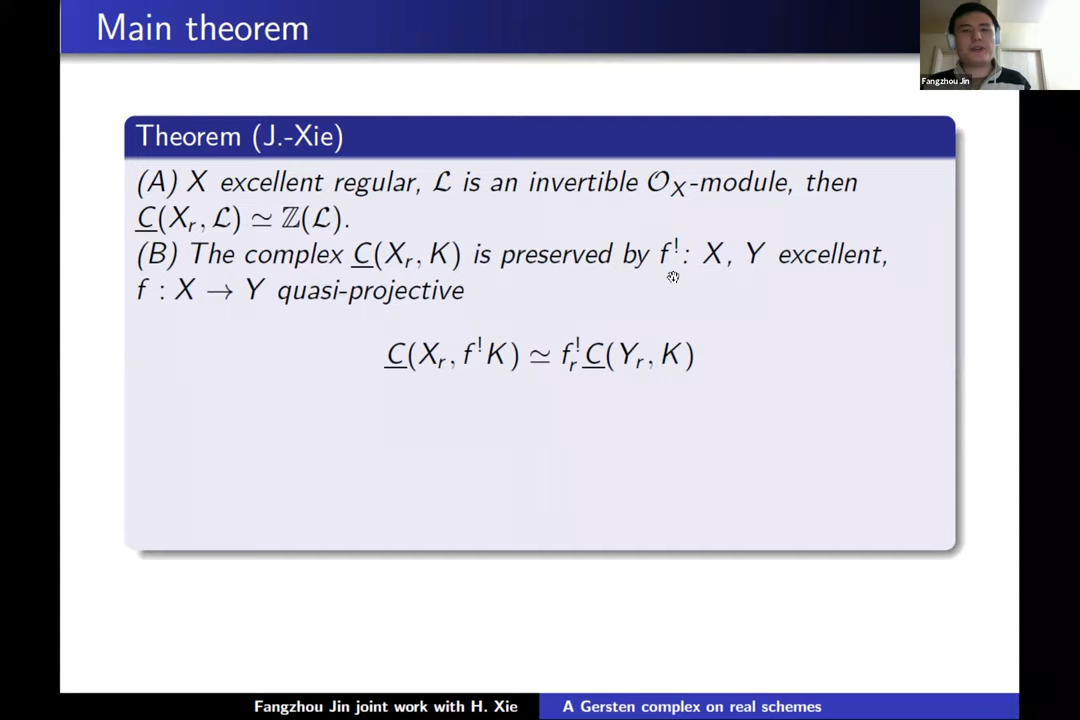 Main theorem
Fangzhou Jin
Theorem (J.-Xie)
(A) X excellent regular, ℒ is an invertible 𝒪_X-module, then
C̲(X_r, ℒ) ≃ ℤ(ℒ).
(B) The complex C̲(X_r, K) is preserved by f^!: X, Y excellent,
f : X → Y quasi-projective
C̲(X_r, f^!K) ≃ f_r^! C̲(Y_r, K)
Fangzhou Jin joint work with H. Xie
A Gersten complex on real schemes